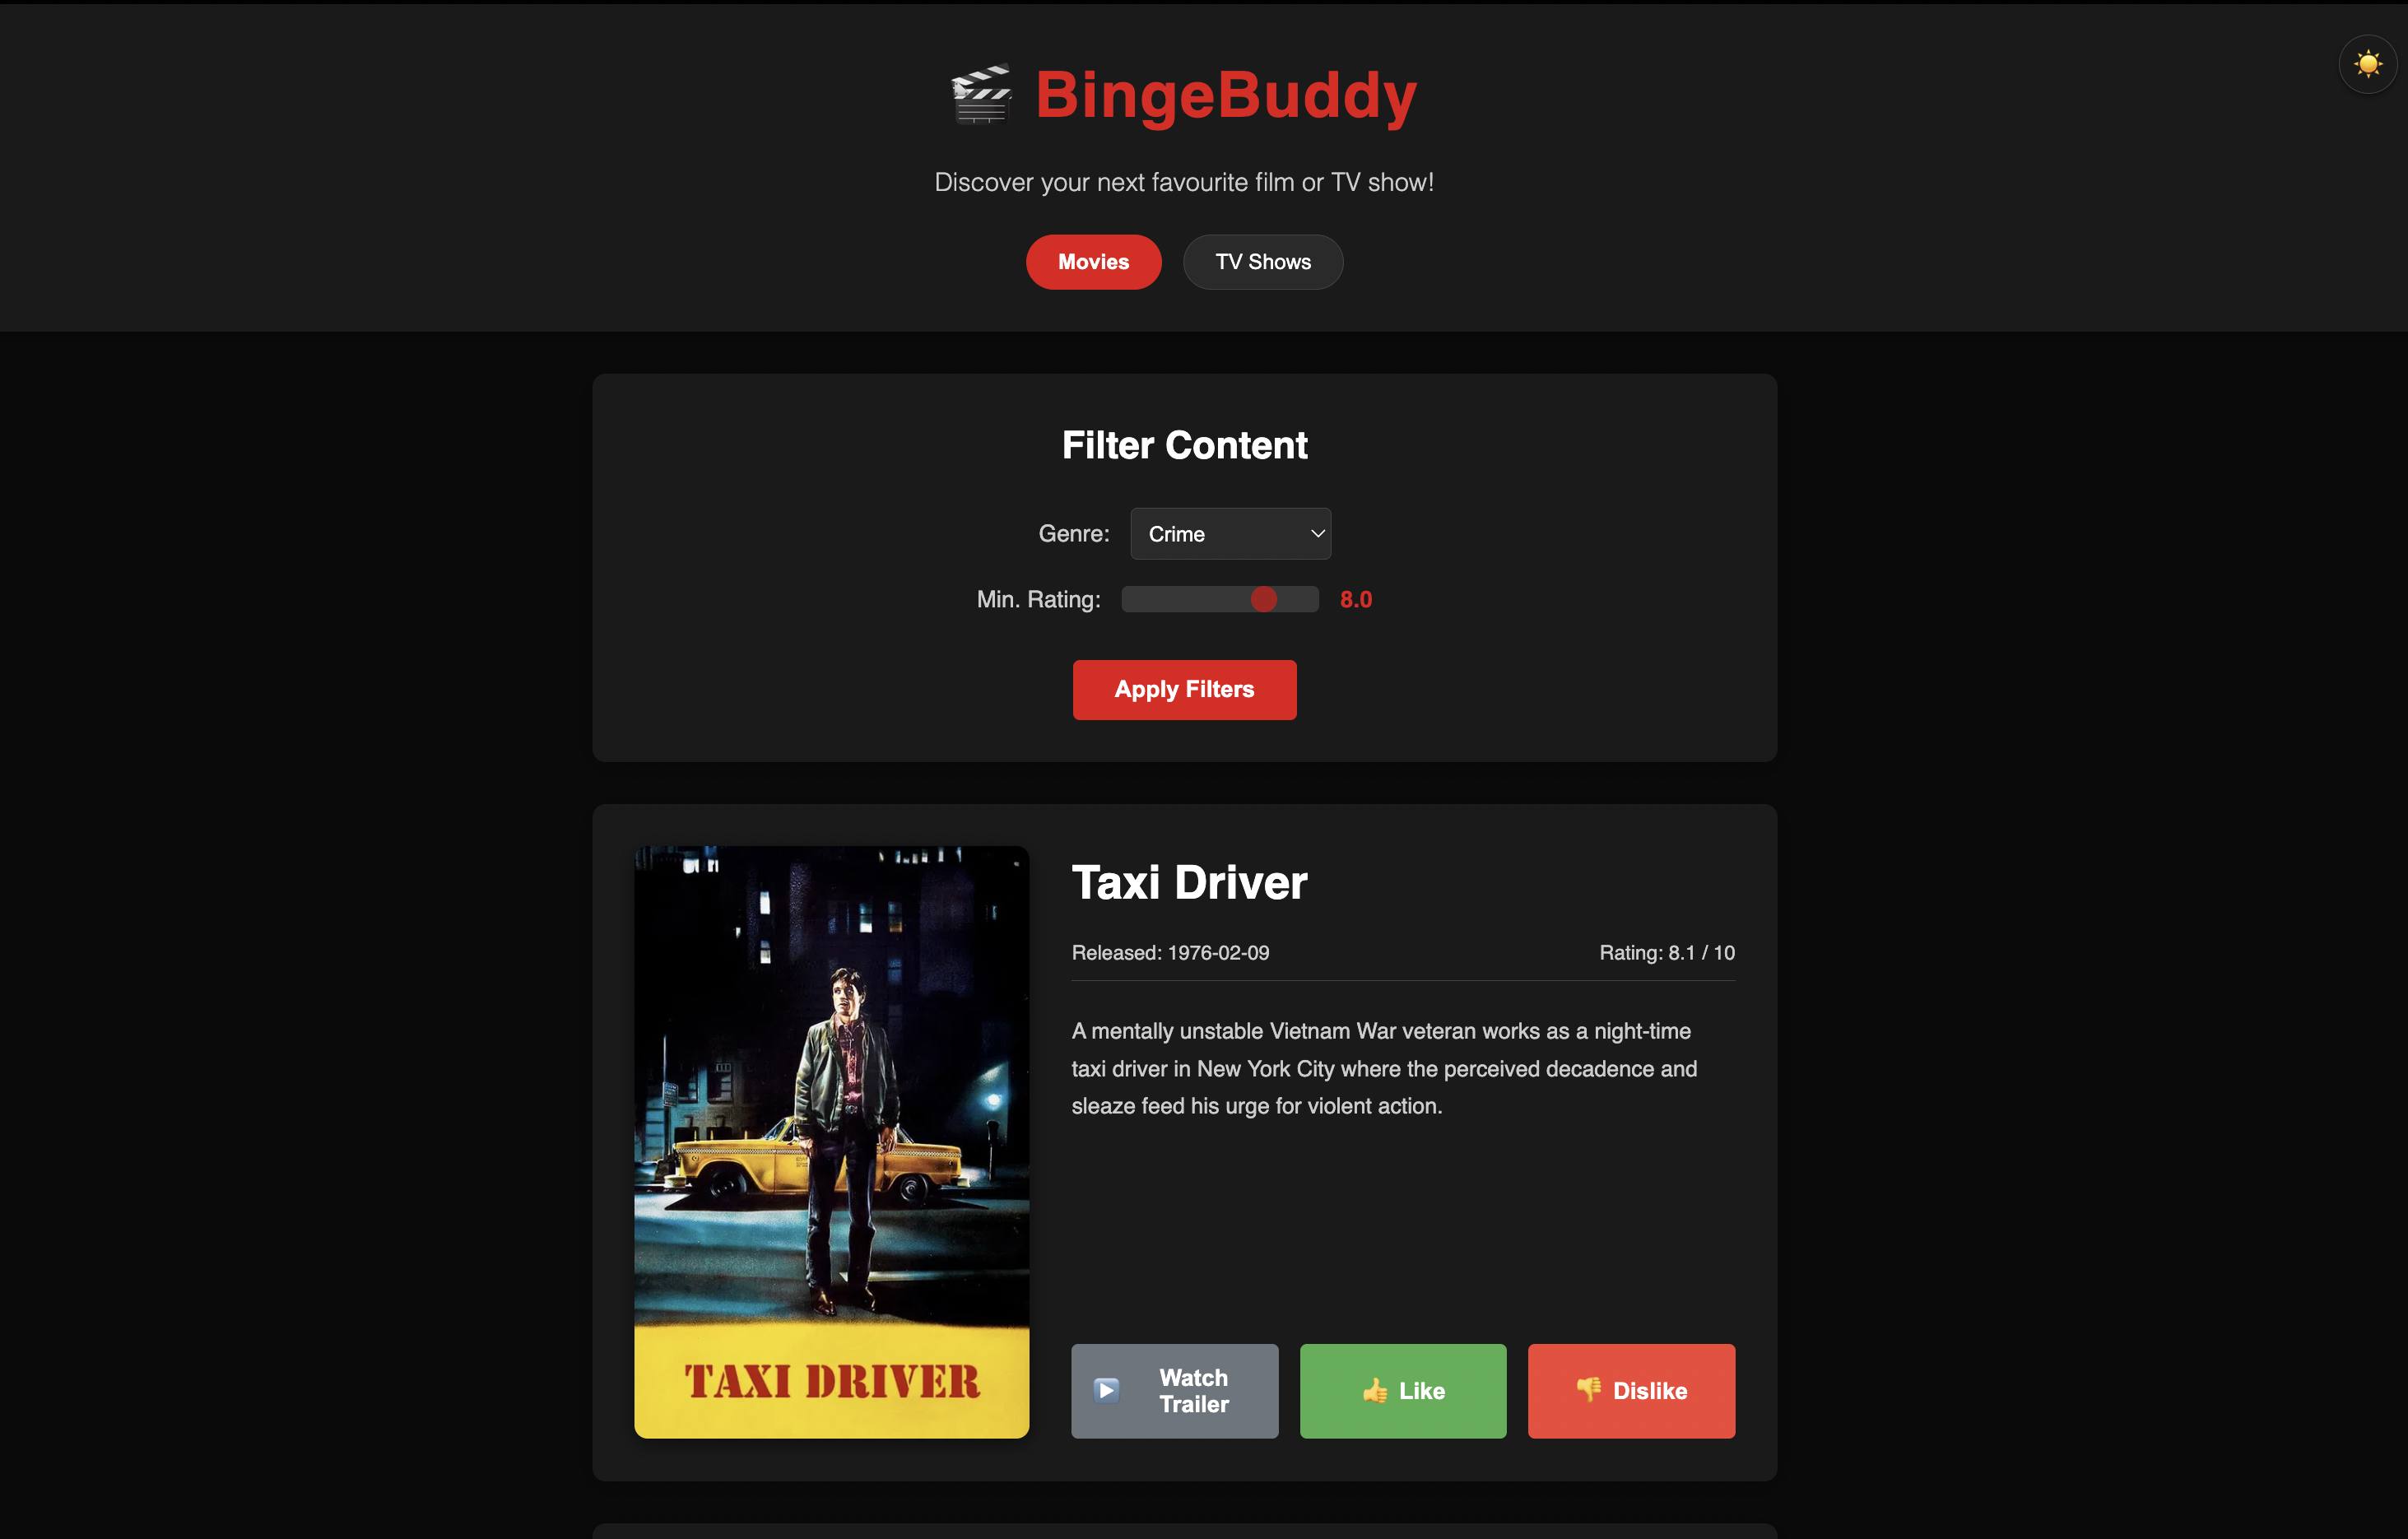 BingeBuddy
Discover your next favourite film or TV show!
Movies
TV Shows
Filter Content
Genre:
Crime
Min. Rating:
8.0
Apply Filters
Taxi Driver
Released: 1976-02-09
Rating: 8.1 / 10
A mentally unstable Vietnam War veteran works as a night-time
taxi driver in New York City where the perceived decadence and
sleaze feed his urge for violent action.
TAXI DRIVER
Watch
Trailer
Like
Dislike